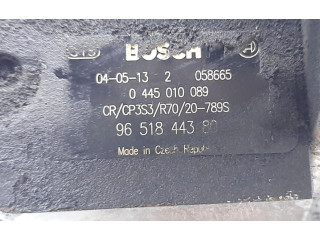 BOSCH
04-05-13 2 058665
0 445 010 089
CR/CP3S3/R70/20-789S
96 518 443 80
Made in Czech Republic